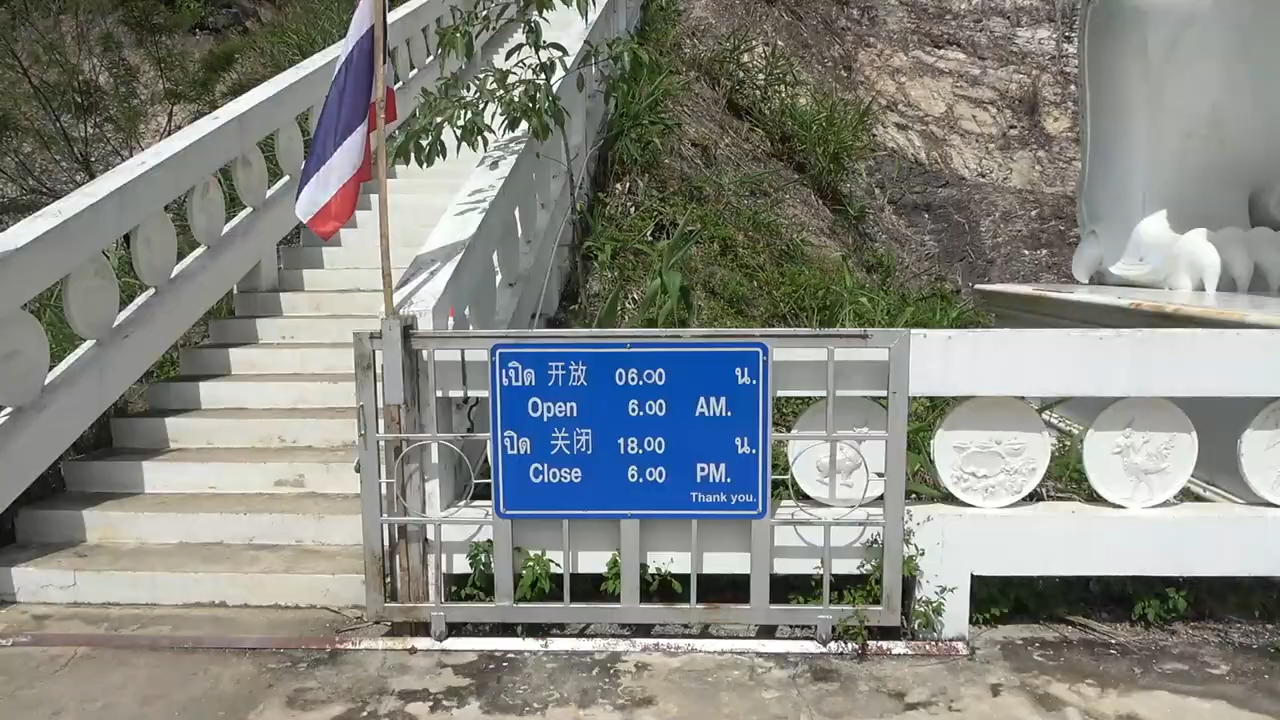 เปิด 开放 06.00 น.
Open 6.00 AM.
ปิด 关闭 18.00 น.
Close 6.00 PM.
Thank you.